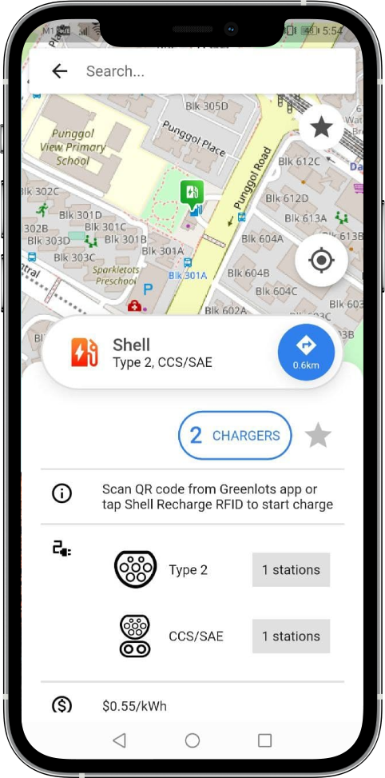 5:54
Search...
Blk 305D
Punggol Place
Punggol
View Primary
School
Punggol Road
Blk 612C
Blk 302C
Blk 612D
Blk 301D
302B
Blk 301C
Blk 613A
Blk 303D
Blk 301B
Blk 604A
613B
Blk 303C
Blk 301A
Sparkletots
Preschool
Blk 301A
Blk 604B
Blk 604C
P
Blk 602A
Blk 603
Shell
Type 2, CCS/SAE
0.6km
2 CHARGERS
Scan QR code from Greenlots app or
tap Shell Recharge RFID to start charge
Type 2
1 stations
CCS/SAE
1 stations
$0.55/kWh